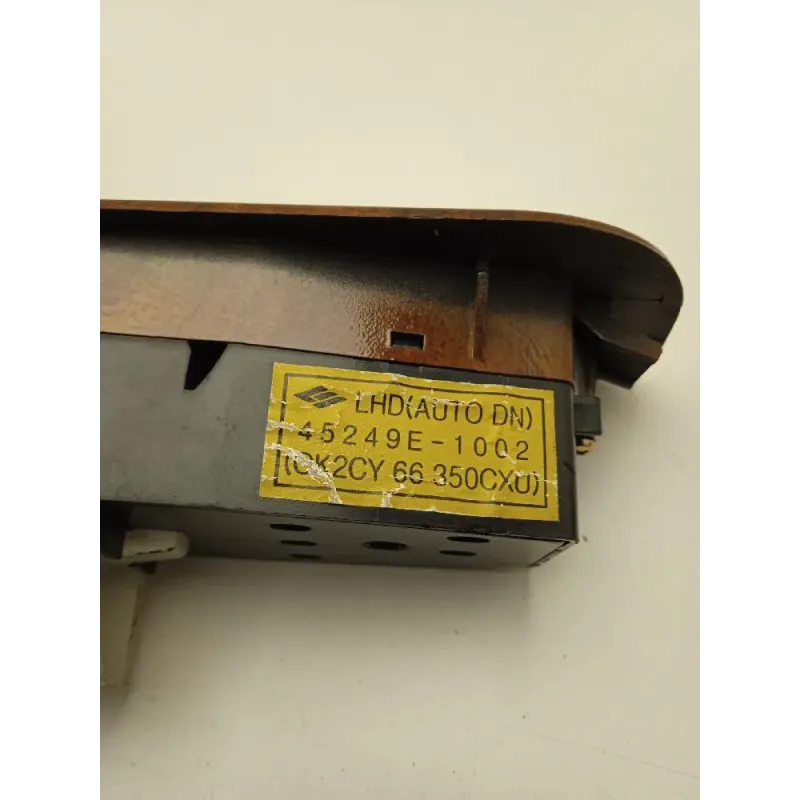 LHD(AUTO DN)
45249E-1002
(OK2CY 66 350CXU)